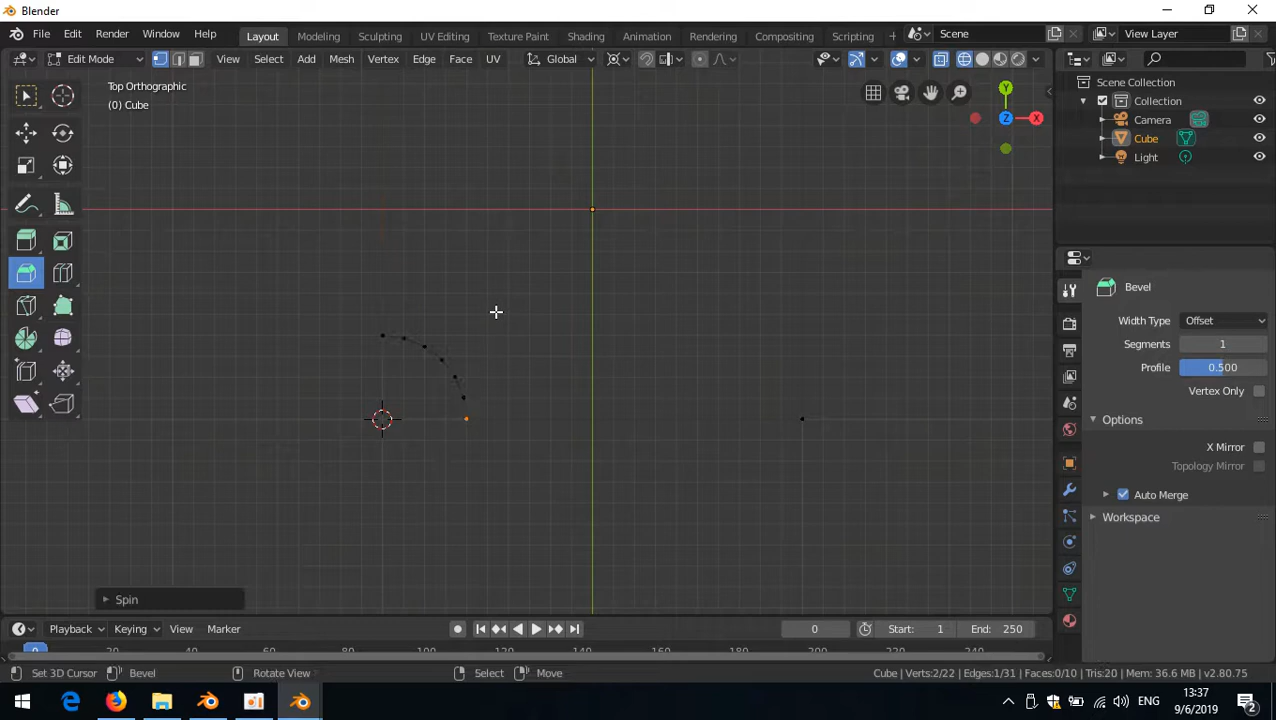 Blender
File Edit Render Window Help Layout Modeling Sculpting UV Editing Texture Paint Shading Animation Rendering Compositing Scripting + Scene View Layer
Edit Mode View Select Add Mesh Vertex Edge Face UV Global
Top Orthographic
(0) Cube
Y
Z
X
Scene Collection
Collection
Camera
Cube
Light
Bevel
Width Type Offset
Segments 1
Profile 0.500
Vertex Only
Options
X Mirror
Topology Mirror
Auto Merge
Workspace
Spin
Playback Keying View Marker 0 Start: 1 End: 250
0 20 40 60 80 100 120 140 160 180 200 220 240
Set 3D Cursor Bevel Rotate View Select Move Cube | Verts:2/22 | Edges:1/31 | Faces:0/10 | Tris:20 | Mem: 36.6 MB | v2.80.75
ENG
13:37
9/6/2019
2